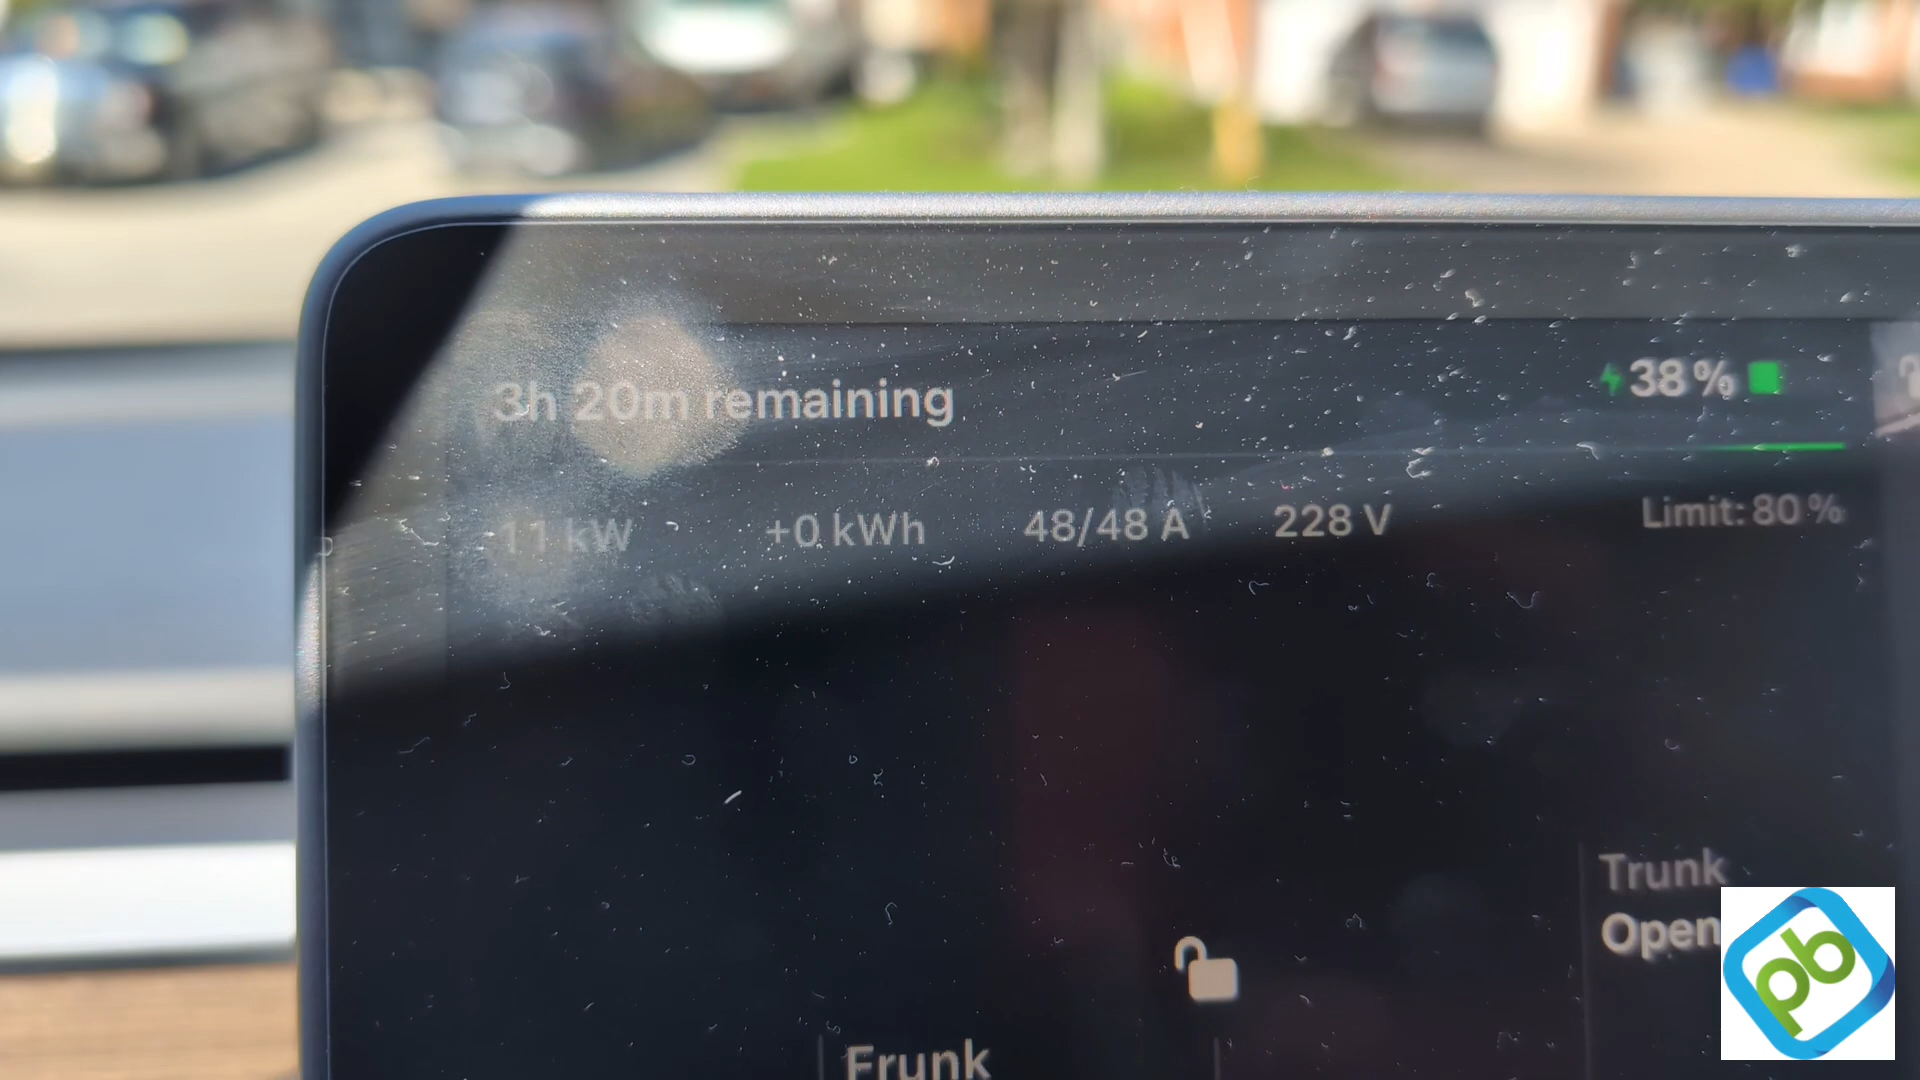 3h 20m remaining
38%
11 kW
+0 kWh
48/48 A
228 V
Limit: 80 %
Trunk
Open
Frunk
pb